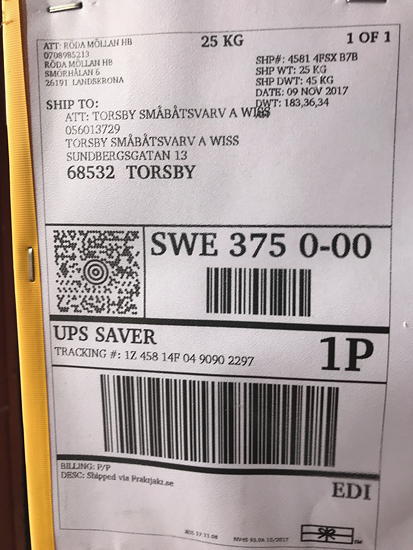 ATT: RÖDA MÖLLAN HB
0708985213
RÖDA MÖLLAN HB
SMÖRHÅLAN 6
26191 LANDSKRONA
25 KG
1 OF 1
SHP#: 4581 4FSX B7B
SHP WT: 25 KG
SHP DWT: 45 KG
DATE: 09 NOV 2017
DWT: 183,36,34
SHIP TO:
ATT: TORSBY SMÅBÅTSVARV A WISS
056013729
TORSBY SMÅBÅTSVARV A WISS
SUNDBERGSGATAN 13
68532 TORSBY
SWE 375 0-00
UPS SAVER
TRACKING #: 1Z 458 14F 04 9090 2297
1P
BILLING: P/P
DESC: Shipped via Fraktjakt.se
EDI
10/2017
TM